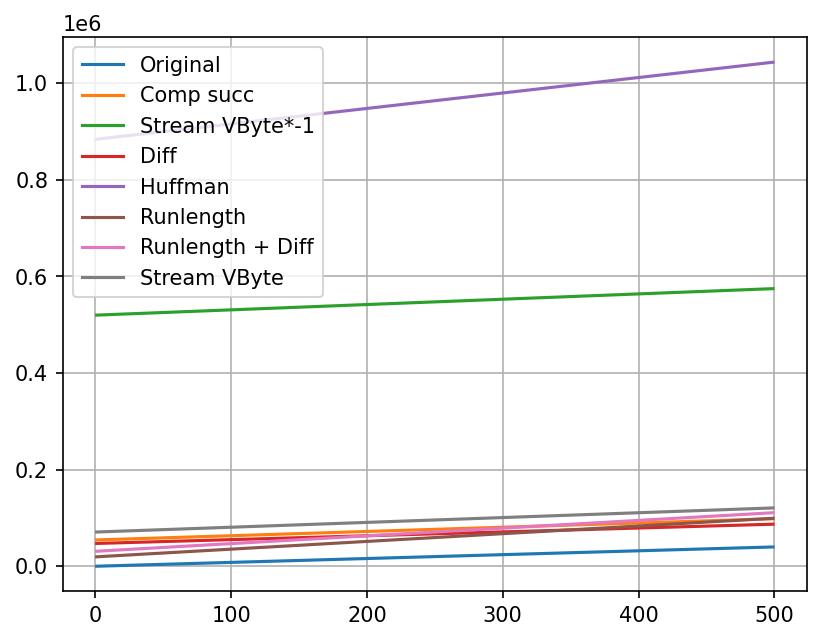 1e6
1.0
0.8
0.6
0.4
0.2
0.0
Original
Comp succ
Stream VByte*-1
Diff
Huffman
Runlength
Runlength + Diff
Stream VByte
0 100 200 300 400 500